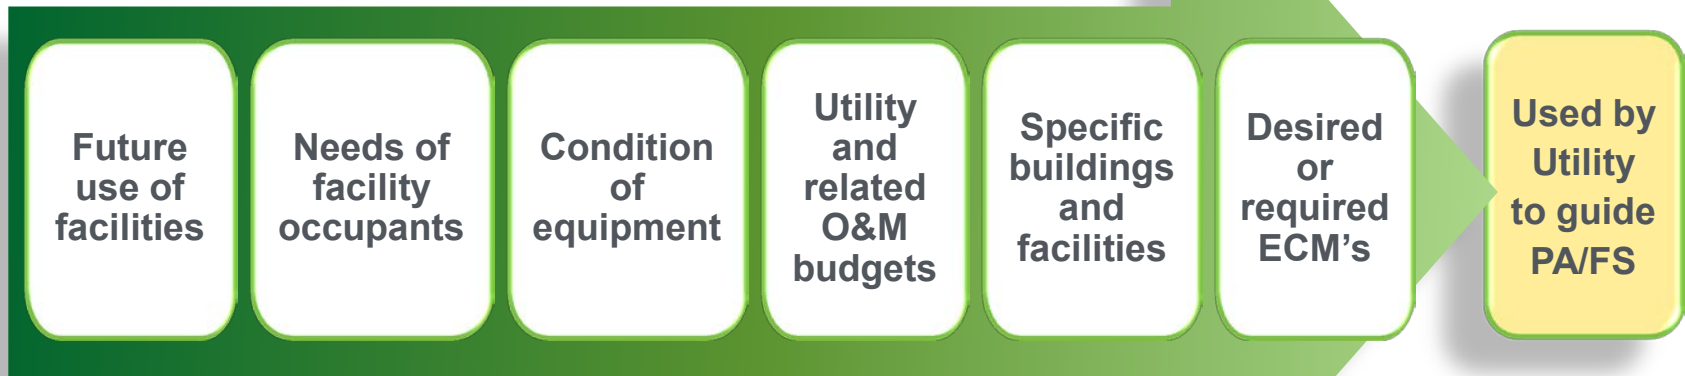 Future
use of
facilities
Needs of
facility
occupants
Condition
of
equipment
Utility
and
related
O&M
budgets
Specific
buildings
and
facilities
Desired
or
required
ECM's
Used by
Utility
to guide
PA/FS